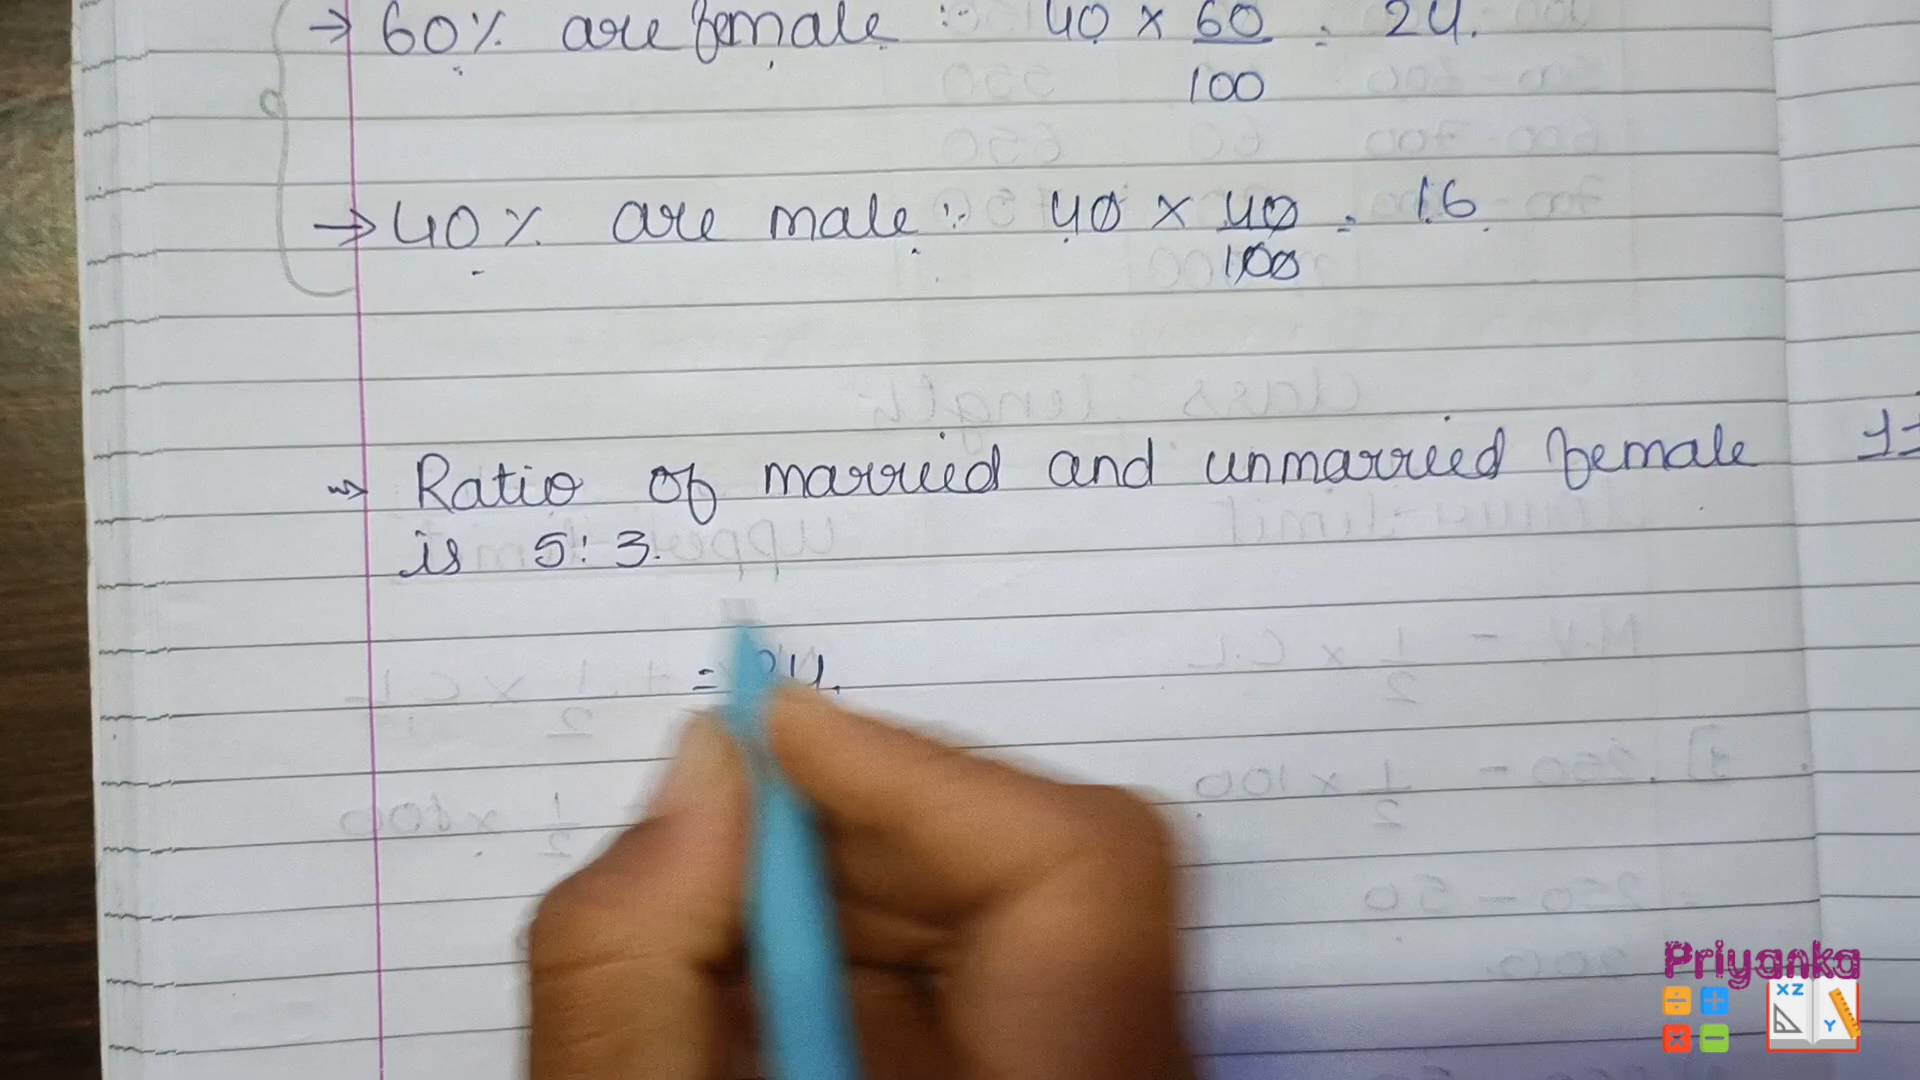 → 60% are female :- 40 × 60 = 24.
100
→ 40% are male :- 40 × 40 = 16
100
Ratio of married and unmarried female
is 5:3.
= 24.
Priyanka